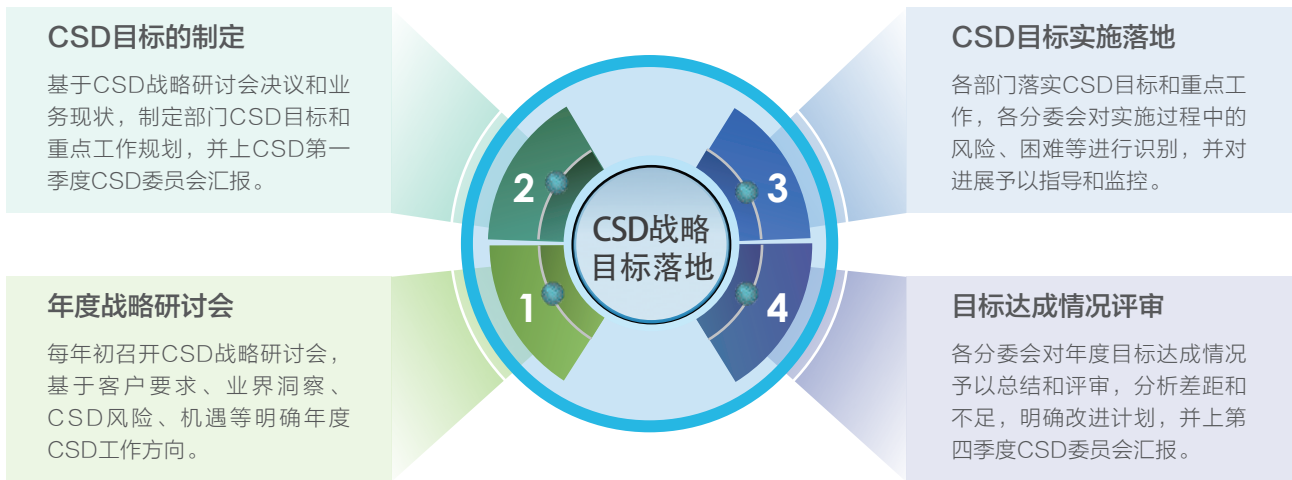 CSD目标的制定
基于CSD战略研讨会决议和业
务现状，制定部门CSD目标和
重点工作规划，并上CSD第一
季度CSD委员会汇报。
年度战略研讨会
每年初召开CSD战略研讨会，
基于客户要求、业界洞察、
CSD风险、机遇等明确年度
CSD工作方向。
2
1
CSD战略
目标落地
3
4
CSD目标实施落地
各部门落实CSD目标和重点工
作，各分委会对实施过程中的
风险、困难等进行识别，并对
进展予以指导和监控。
目标达成情况评审
各分委会对年度目标达成情况
予以总结和评审，分析差距和
不足，明确改进计划，并上第
四季度CSD委员会汇报。